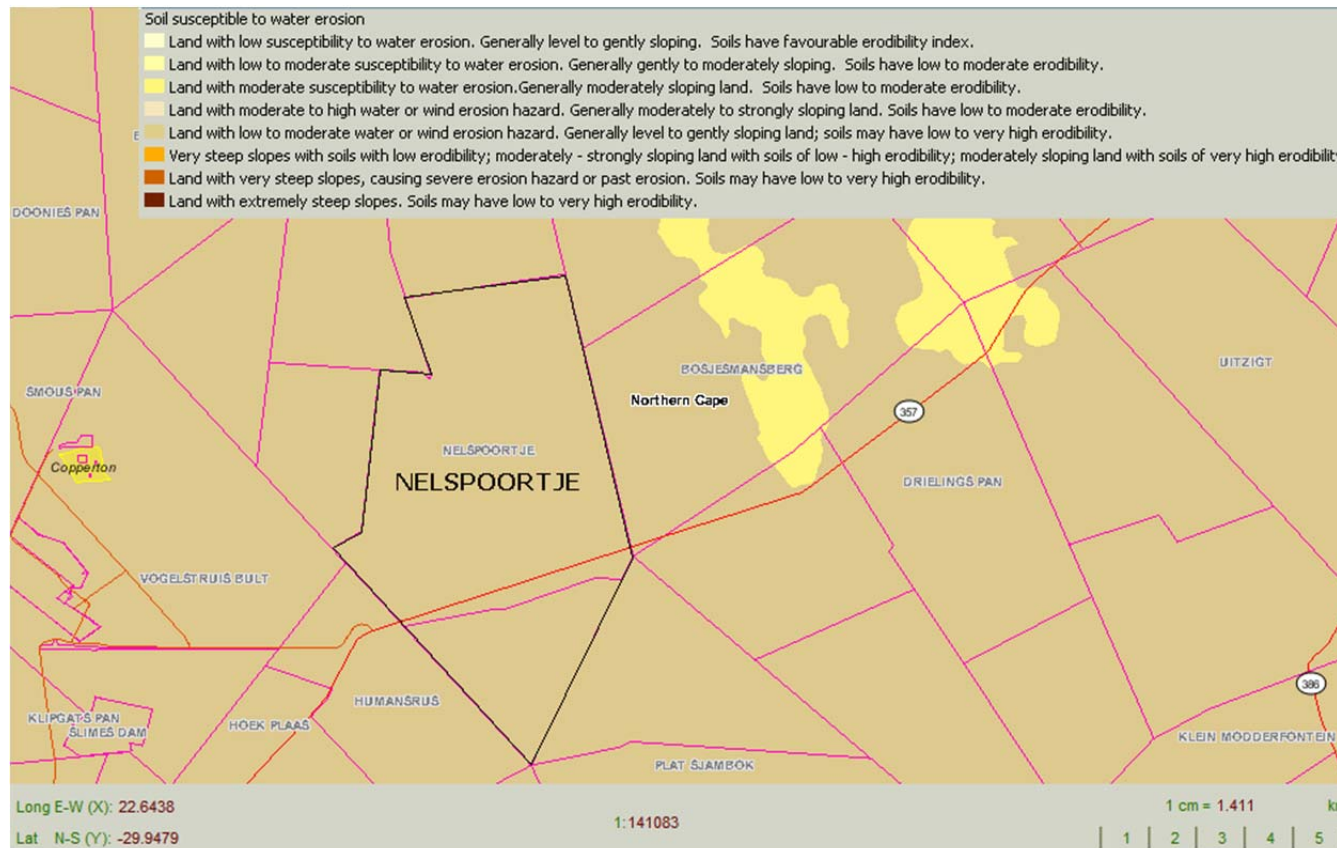 Soil susceptible to water erosion
Land with low susceptibility to water erosion. Generally level to gently sloping. Soils have favourable erodibility index.
Land with low to moderate susceptibility to water erosion. Generally gently to moderately sloping. Soils have low to moderate erodibility.
Land with moderate susceptibility to water erosion.Generally moderately sloping land. Soils have low to moderate erodibility.
Land with moderate to high water or wind erosion hazard. Generally moderately to strongly sloping land. Soils have low to moderate erodibility.
Land with low to moderate water or wind erosion hazard. Generally level to gently sloping land; soils may have low to very high erodibility.
Very steep slopes with soils with low erodibility; moderately - strongly sloping land with soils of low - high erodibility; moderately sloping land with soils of very high erodibility
Land with very steep slopes, causing severe erosion hazard or past erosion. Soils may have low to very high erodibility.
Land with extremely steep slopes. Soils may have low to very high erodibility.
DOONIES PAN
UITZIGT
BOSJESMANSBERG
SMOUS PAN
Northern Cape
357
NELSPOORTJE
Copperton
NELSPOORTJE
DRIELINGS PAN
VOGELSTRUIS BULT
386
HUMANSRUS
KLIPGATS PAN
SLIMES DAM
HOEK PLAAS
KLEIN MODDERFONTEIN
PLAT SJAMBOK
Long E-W (X): 22.6438
1 cm = 1.411
1:141083
Lat N-S (Y): -29.9479
1 2 3 4 5